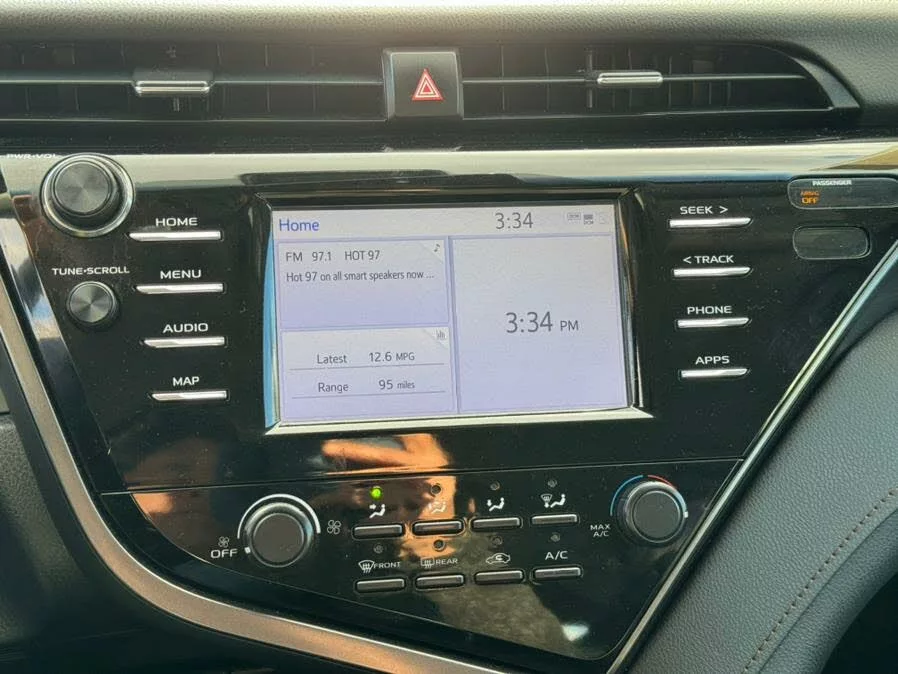 PWR•VOL
HOME
TUNE•SCROLL
MENU
AUDIO
MAP
Home
3:34
FM 97.1 HOT 97
Hot 97 on all smart speakers now ...
Latest 12.6 MPG
Range 95 miles
3:34 PM
SEEK >
< TRACK
PHONE
APPS
PASSENGER
AIRBAG
OFF
OFF
MAX
A/C
FRONT
REAR
A/C